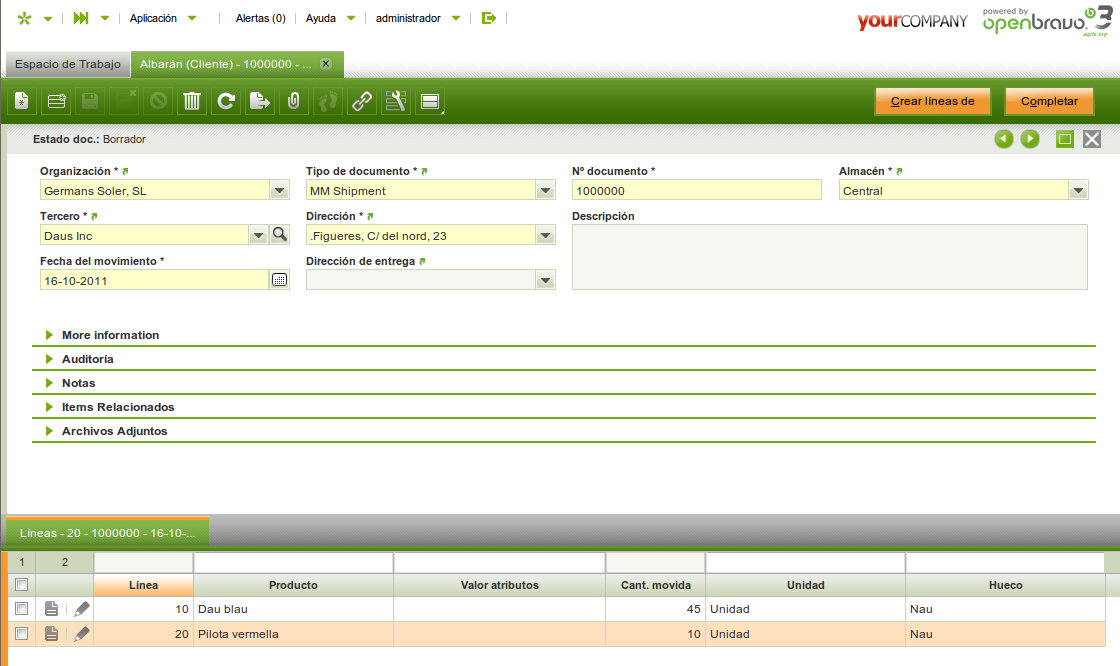 Aplicación Alertas (0) Ayuda administrador
yourCOMPANY
powered by
openbravo 3
agile erp
Espacio de Trabajo
Albarán (Cliente) - 1000000 - ...
Crear líneas de
Completar
Estado doc.: Borrador
Organización * Tipo de documento * Nº documento * Almacén *
Germans Soler, SL MM Shipment 1000000 Central
Tercero * Dirección * Descripción
Daus Inc .Figueres, C/ del nord, 23
Fecha del movimiento * Dirección de entrega
16-10-2011
More information
Auditoría
Notas
Items Relacionados
Archivos Adjuntos
Líneas - 20 - 1000000 - 16-10-...
1 2
Línea Producto Valor atributos Cant. movida Unidad Hueco
10 Dau blau 45 Unidad Nau
20 Pilota vermella 10 Unidad Nau